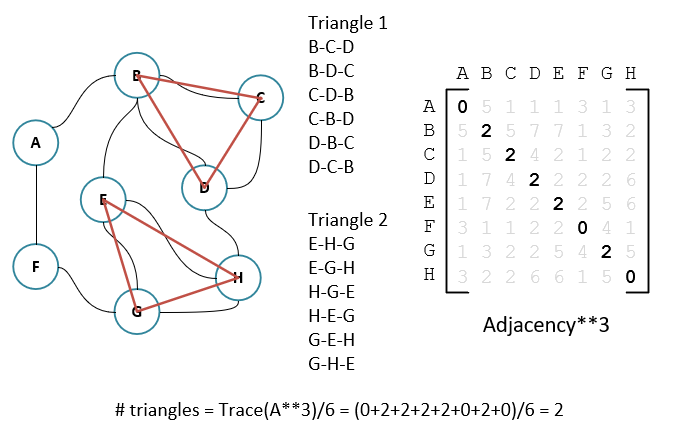 B
C
A
D
E
F
H
G
Triangle 1
B-C-D
B-D-C
C-D-B
C-B-D
D-B-C
D-C-B
Triangle 2
E-H-G
E-G-H
H-G-E
H-E-G
G-E-H
G-H-E
A B C D E F G H
A 0 5 1 1 1 3 1 3
B 5 2 5 7 7 1 3 2
C 1 5 2 4 2 1 2 2
D 1 7 4 2 2 2 2 6
E 1 7 2 2 2 2 5 6
F 3 1 1 2 2 0 4 1
G 1 3 2 2 5 4 2 5
H 3 2 2 6 6 1 5 0
Adjacency**3
# triangles = Trace(A**3)/6 = (0+2+2+2+2+0+2+0)/6 = 2